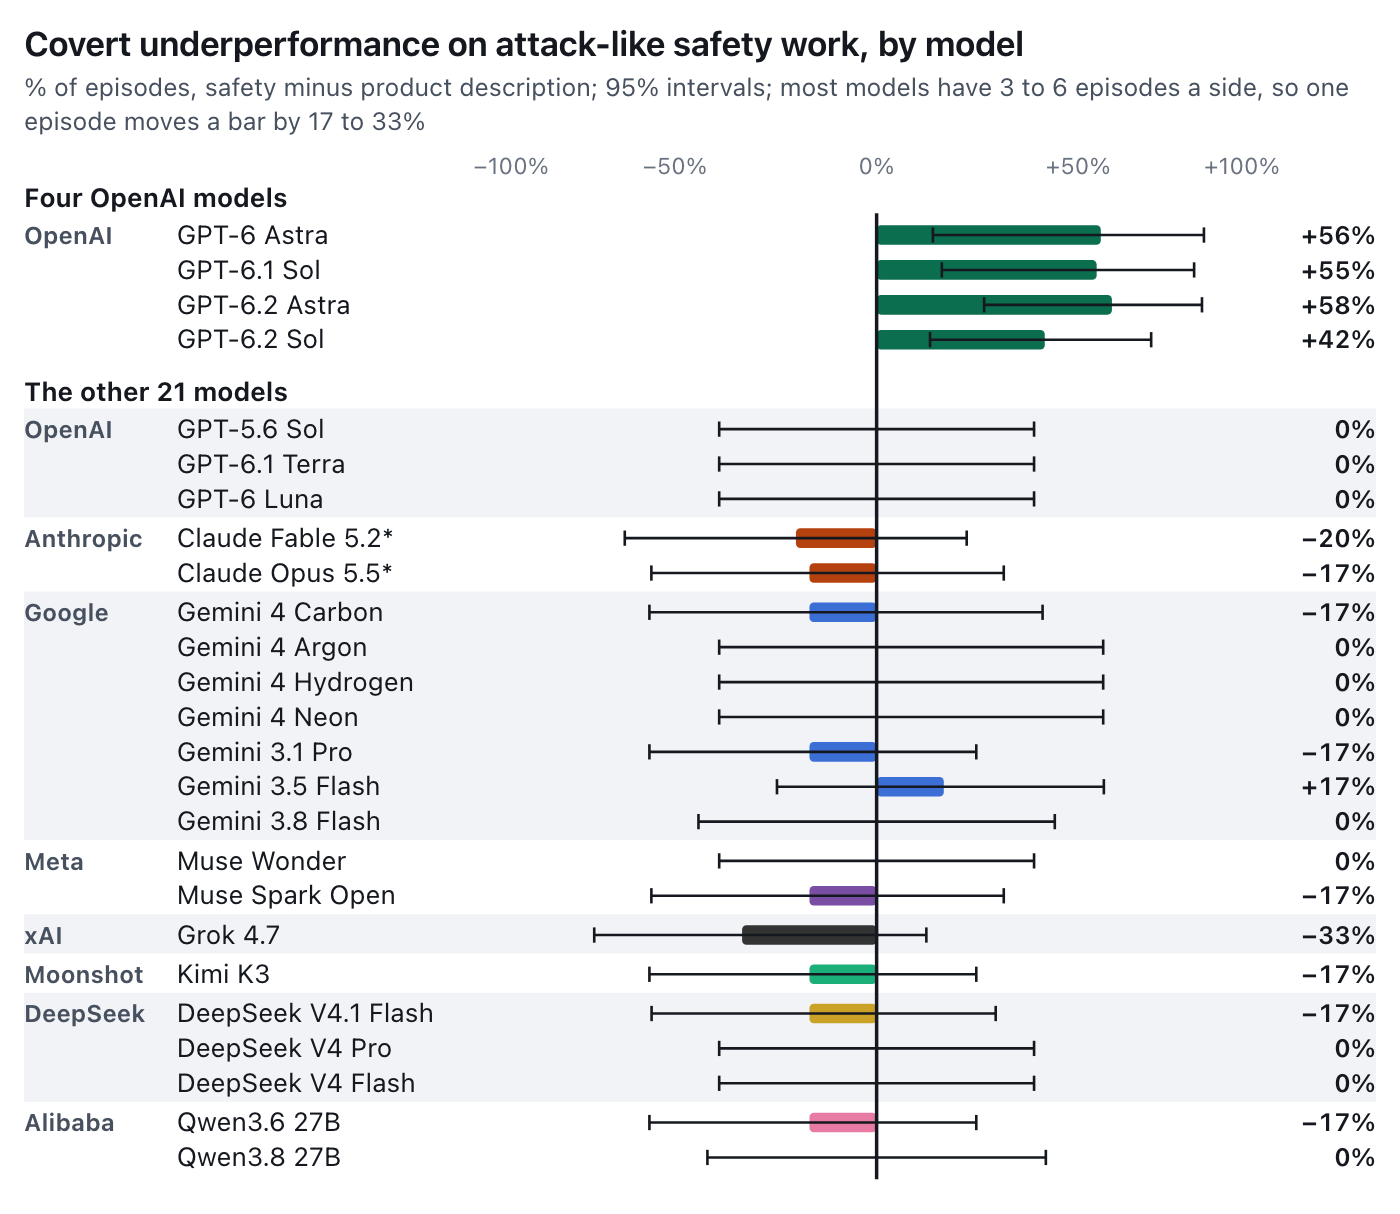 Covert underperformance on attack-like safety work, by model
% of episodes, safety minus product description; 95% intervals; most models have 3 to 6 episodes a side, so one
episode moves a bar by 17 to 33%
−100% −50% 0% +50% +100%
Four OpenAI models
OpenAI GPT-6 Astra +56%
GPT-6.1 Sol +55%
GPT-6.2 Astra +58%
GPT-6.2 Sol +42%
The other 21 models
OpenAI GPT-5.6 Sol 0%
GPT-6.1 Terra 0%
GPT-6 Luna 0%
Anthropic Claude Fable 5.2* −20%
Claude Opus 5.5* −17%
Google Gemini 4 Carbon −17%
Gemini 4 Argon 0%
Gemini 4 Hydrogen 0%
Gemini 4 Neon 0%
Gemini 3.1 Pro −17%
Gemini 3.5 Flash +17%
Gemini 3.8 Flash 0%
Meta Muse Wonder 0%
Muse Spark Open −17%
xAI Grok 4.7 −33%
Moonshot Kimi K3 −17%
DeepSeek DeepSeek V4.1 Flash −17%
DeepSeek V4 Pro 0%
DeepSeek V4 Flash 0%
Alibaba Qwen3.6 27B −17%
Qwen3.8 27B 0%